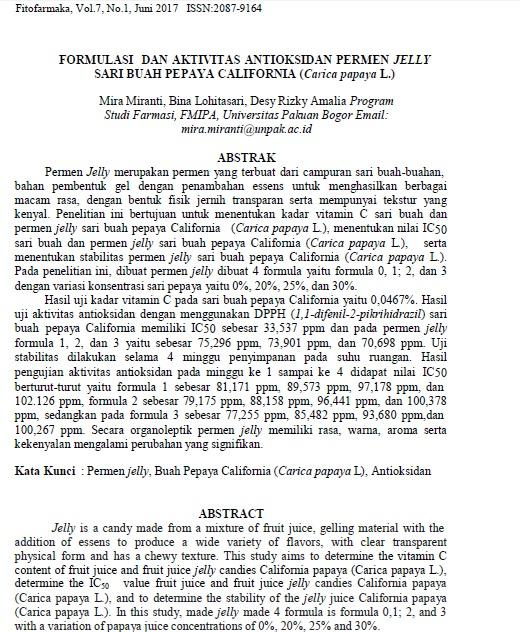 Fitofarmaka, Vol.7, No.1, Juni 2017 ISSN:2087-9164
FORMULASI DAN AKTIVITAS ANTIOKSIDAN PERMEN JELLY
SARI BUAH PEPAYA CALIFORNIA (Carica papaya L.)
Mira Miranti, Bina Lohitasari, Desy Rizky Amalia Program
Studi Farmasi, FMIPA, Universitas Pakuan Bogor Email:
mira.miranti@unpak.ac.id
ABSTRAK
Permen Jelly merupakan permen yang terbuat dari campuran sari buah-buahan,
bahan pembentuk gel dengan penambahan essens untuk menghasilkan berbagai
macam rasa, dengan bentuk fisik jernih transparan serta mempunyai tekstur yang
kenyal. Penelitian ini bertujuan untuk menentukan kadar vitamin C sari buah dan
permen jelly sari buah pepaya California (Carica papaya L.), menentukan nilai IC50
sari buah dan permen jelly sari buah pepaya California (Carica papaya L.), serta
menentukan stabilitas permen jelly sari buah pepaya California (Carica papaya L.).
Pada penelitian ini, dibuat permen jelly dibuat 4 formula yaitu formula 0, 1; 2, dan 3
dengan variasi konsentrasi sari pepaya yaitu 0%, 20%, 25%, dan 30%.
Hasil uji kadar vitamin C pada sari buah pepaya California yaitu 0,0467%. Hasil
uji aktivitas antioksidan dengan menggunakan DPPH (1,1-difenil-2-pikrihidrazil) sari
buah pepaya California memiliki IC50 sebesar 33,537 ppm dan pada permen jelly
formula 1, 2, dan 3 yaitu sebesar 75,296 ppm, 73,901 ppm, dan 70,698 ppm. Uji
stabilitas dilakukan selama 4 minggu penyimpanan pada suhu ruangan. Hasil
pengujian aktivitas antioksidan pada minggu ke 1 sampai ke 4 didapat nilai IC50
berturut-turut yaitu formula 1 sebesar 81,171 ppm, 89,573 ppm, 97,178 ppm, dan
102.126 ppm, formula 2 sebesar 79,175 ppm, 88,158 ppm, 96,441 ppm, dan 100,378
ppm, sedangkan pada formula 3 sebesar 77,255 ppm, 85,482 ppm, 93,680 ppm,dan
100,267 ppm. Secara organoleptik permen jelly memiliki rasa, warna, aroma serta
kekenyalan mengalami perubahan yang signifikan.
Kata Kunci : Permen jelly, Buah Pepaya California (Carica papaya L), Antioksidan
ABSTRACT
Jelly is a candy made from a mixture of fruit juice, gelling material with the
addition of essens to produce a wide variety of flavors, with clear transparent
physical form and has a chewy texture. This study aims to determine the vitamin C
content of fruit juice and fruit juice jelly candies California papaya (Carica papaya L.),
determine the IC50 value fruit juice and fruit juice jelly candies California papaya
(Carica papaya L.), and to determine the stability of the jelly juice California papaya
(Carica papaya L.). In this study, made jelly made 4 formula is formula 0,1; 2, and 3
with a variation of papaya juice concentrations of 0%, 20%, 25% and 30%.